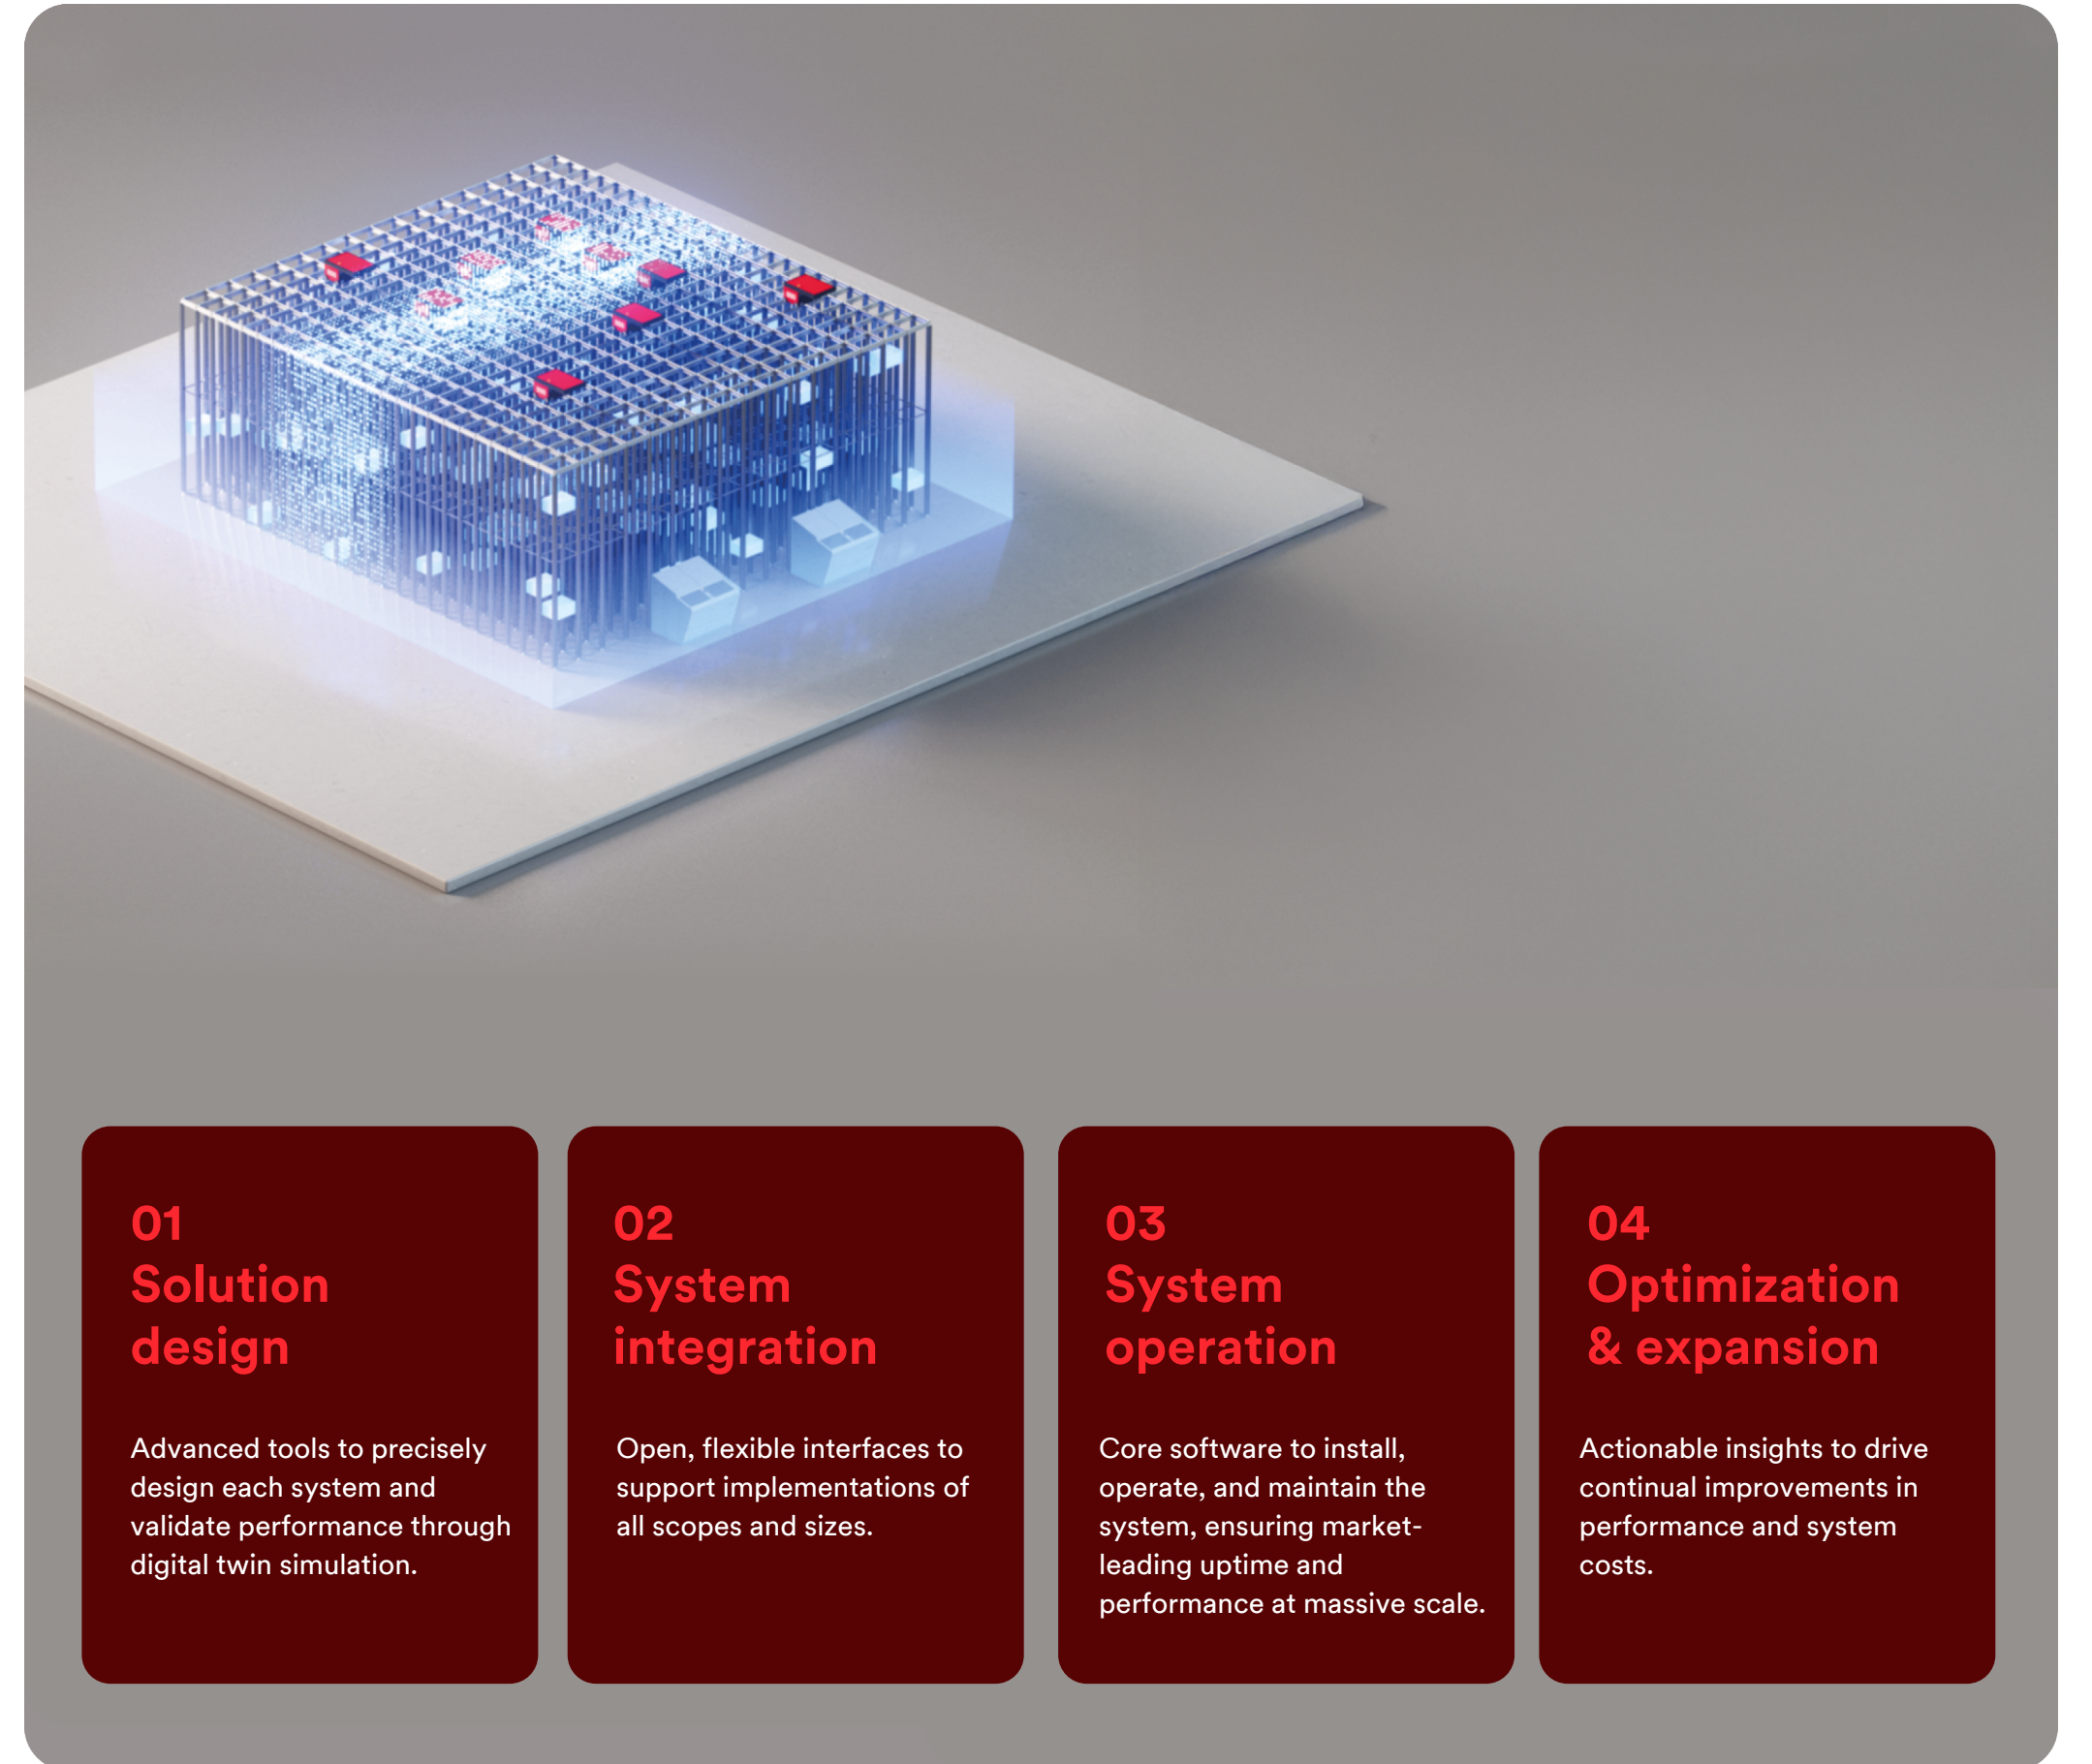 01
Solution
design
Advanced tools to precisely
design each system and
validate performance through
digital twin simulation.
02
System
integration
Open, flexible interfaces to
support implementations of
all scopes and sizes.
03
System
operation
Core software to install,
operate, and maintain the
system, ensuring market-
leading uptime and
performance at massive scale.
04
Optimization
& expansion
Actionable insights to drive
continual improvements in
performance and system
costs.